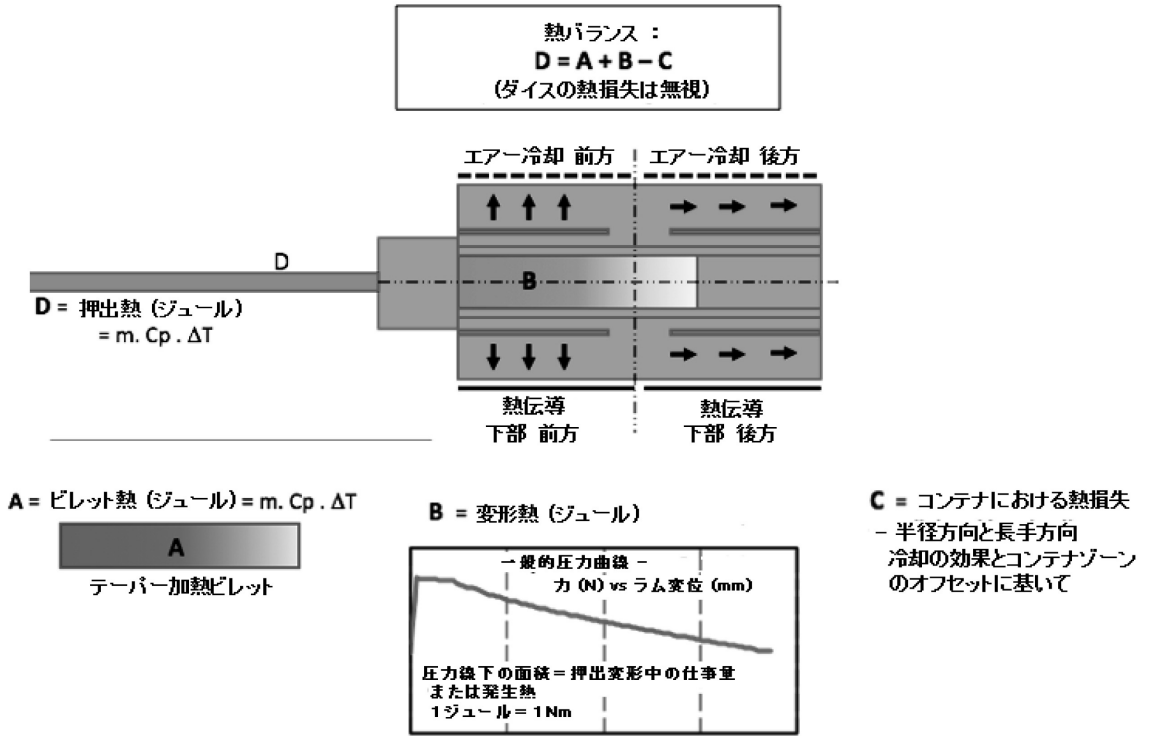 熱バランス :
D = A + B – C
(ダイスの熱損失は無視)
エアー冷却 前方
エアー冷却 後方
D
B
D = 押出熱 (ジュール)
= m. Cp . ΔT
熱伝導
下部 前方
熱伝導
下部 後方
A = ビレット熱 (ジュール) = m. Cp . ΔT
A
テーパー加熱ビレット
B = 変形熱 (ジュール)
一般的圧力曲線 –
力 (N) vs ラム変位 (mm)
圧力線下の面積 = 押出変形中の仕事量
または発生熱
1ジュール = 1Nm
C = コンテナにおける熱損失
– 半径方向と長手方向
冷却の効果とコンテナゾーン
のオフセットに基いて